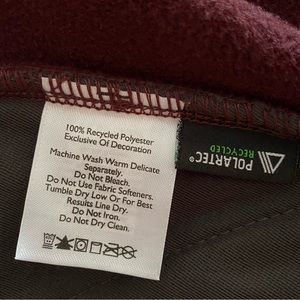 100% Recycled Polyester
Exclusive Of Decoration
Machine Wash Warm Delicate
Separately.
Do Not Bleach.
Do Not Use Fabric Softeners.
Tumble Dry Low Or For Best
Results Line Dry.
Do Not Iron.
Do Not Dry Clean.
POLARTEC®
RECYCLED